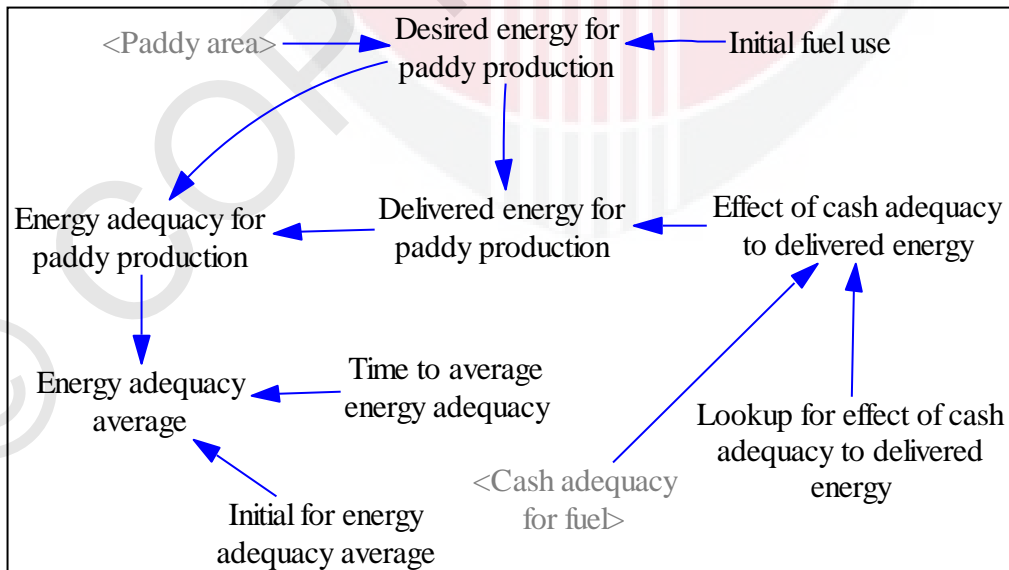 <Paddy area>
Desired energy for
paddy production
Initial fuel use
Energy adequacy for
paddy production
Delivered energy for
paddy production
Effect of cash adequacy
to delivered energy
Energy adequacy
average
Time to average
energy adequacy
Lookup for effect of cash
adequacy to delivered
energy
<Cash adequacy
for fuel>
Initial for energy
adequacy average
© COP